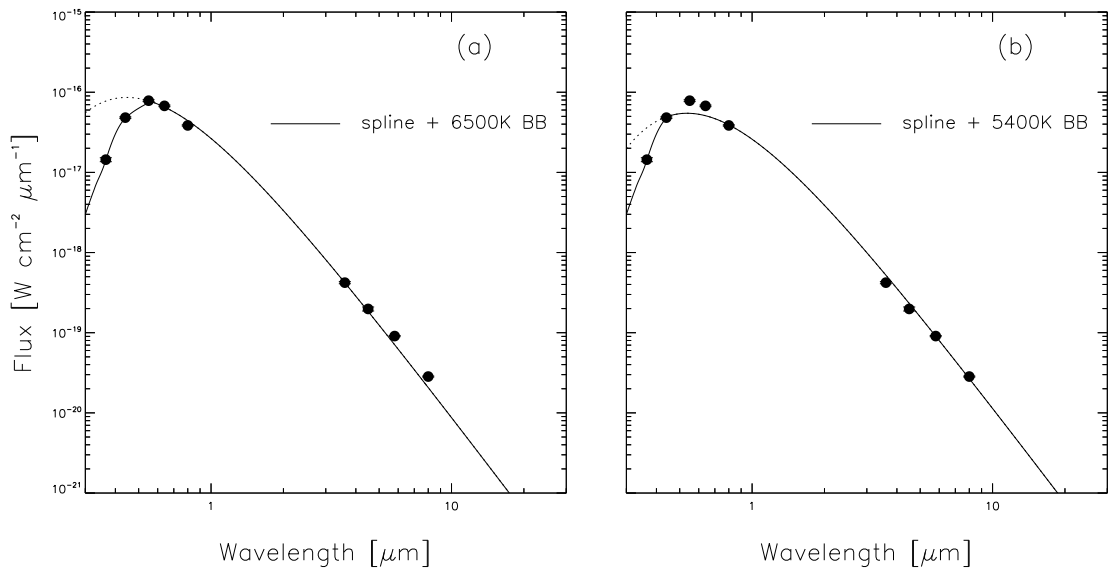 (a)
spline + 6500K BB
10⁻¹⁵
10⁻¹⁶
10⁻¹⁷
10⁻¹⁸
10⁻¹⁹
10⁻²⁰
10⁻²¹
Flux [W cm⁻² μm⁻¹]
1
10
Wavelength [μm]
(b)
spline + 5400K BB
1
10
Wavelength [μm]